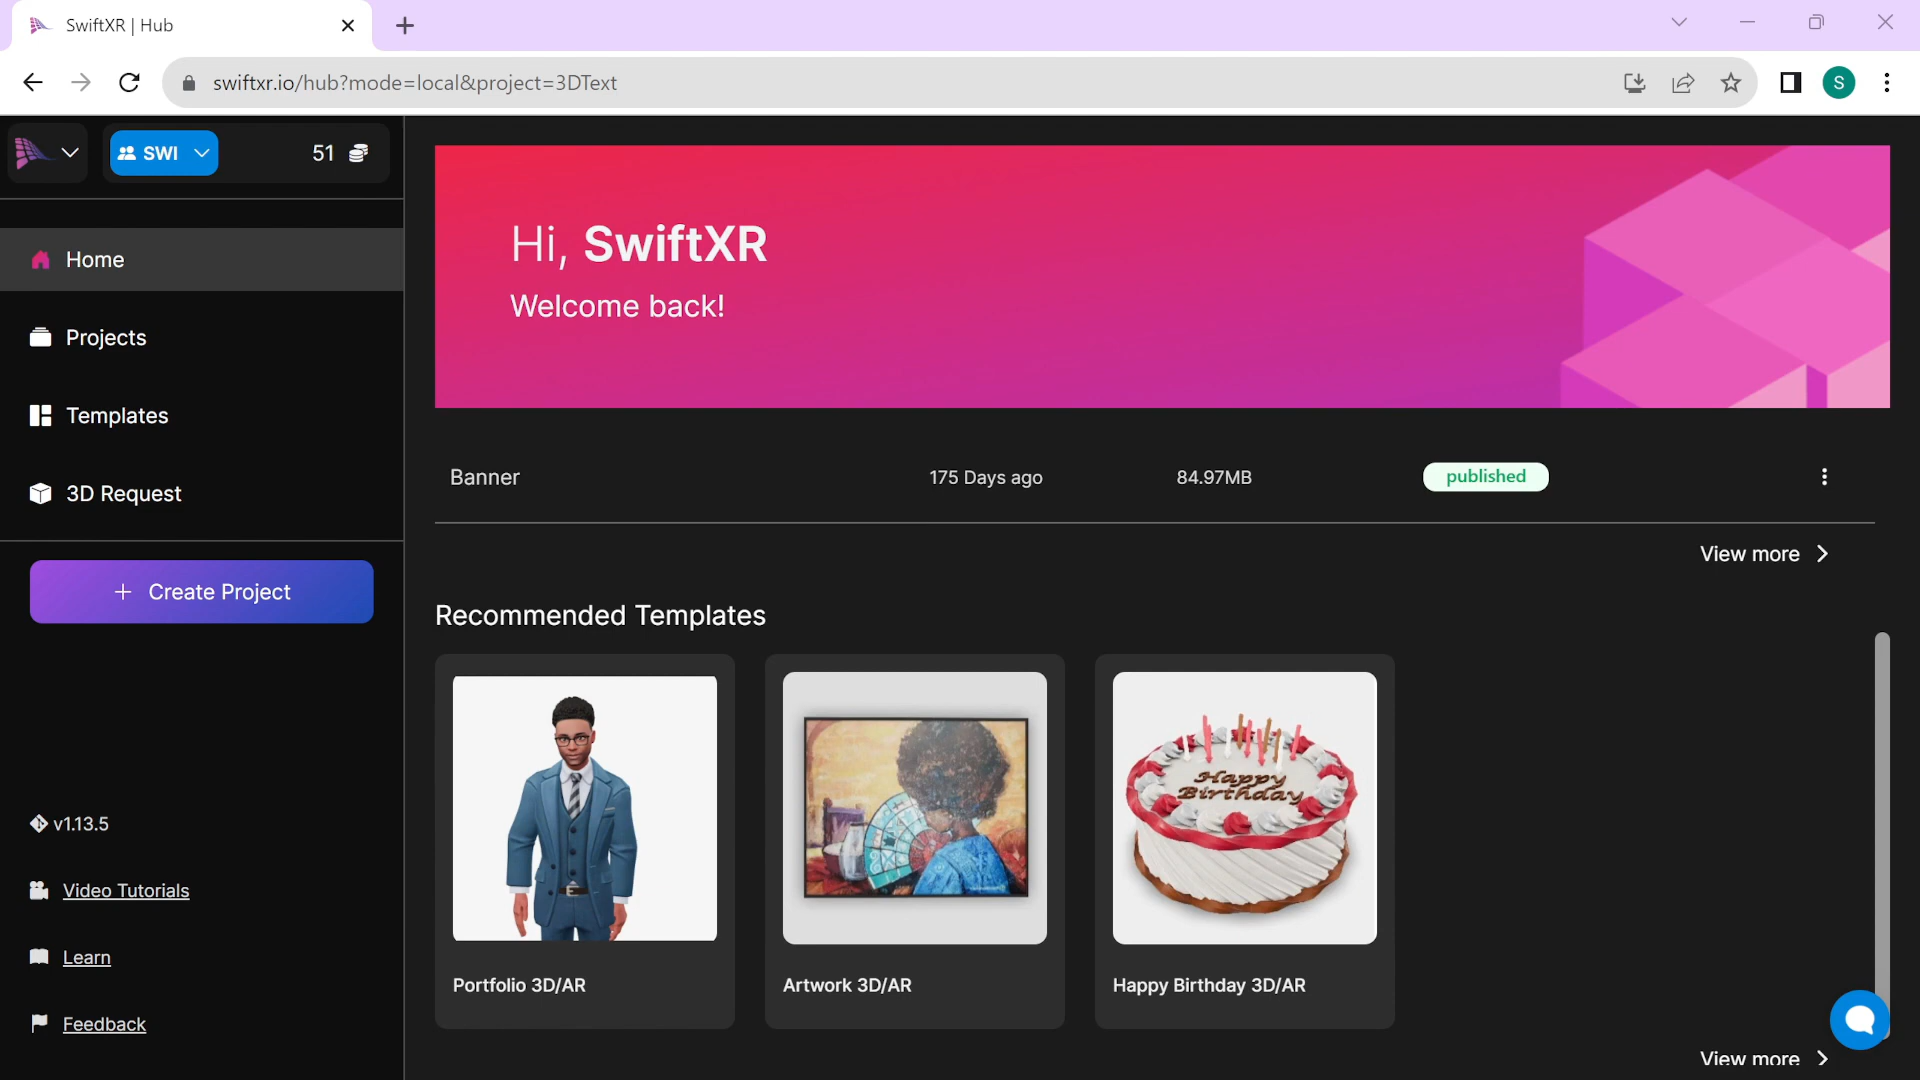 SwiftXR | Hub
swiftxr.io/hub?mode=local&project=3DText
S
SWI
51
Home
Projects
Templates
3D Request
+ Create Project
v1.13.5
Video Tutorials
Learn
Feedback
Hi, SwiftXR
Welcome back!
Banner 175 Days ago 84.97MB published
View more
Recommended Templates
Happy
Birthday
Portfolio 3D/AR
Artwork 3D/AR
Happy Birthday 3D/AR
View more